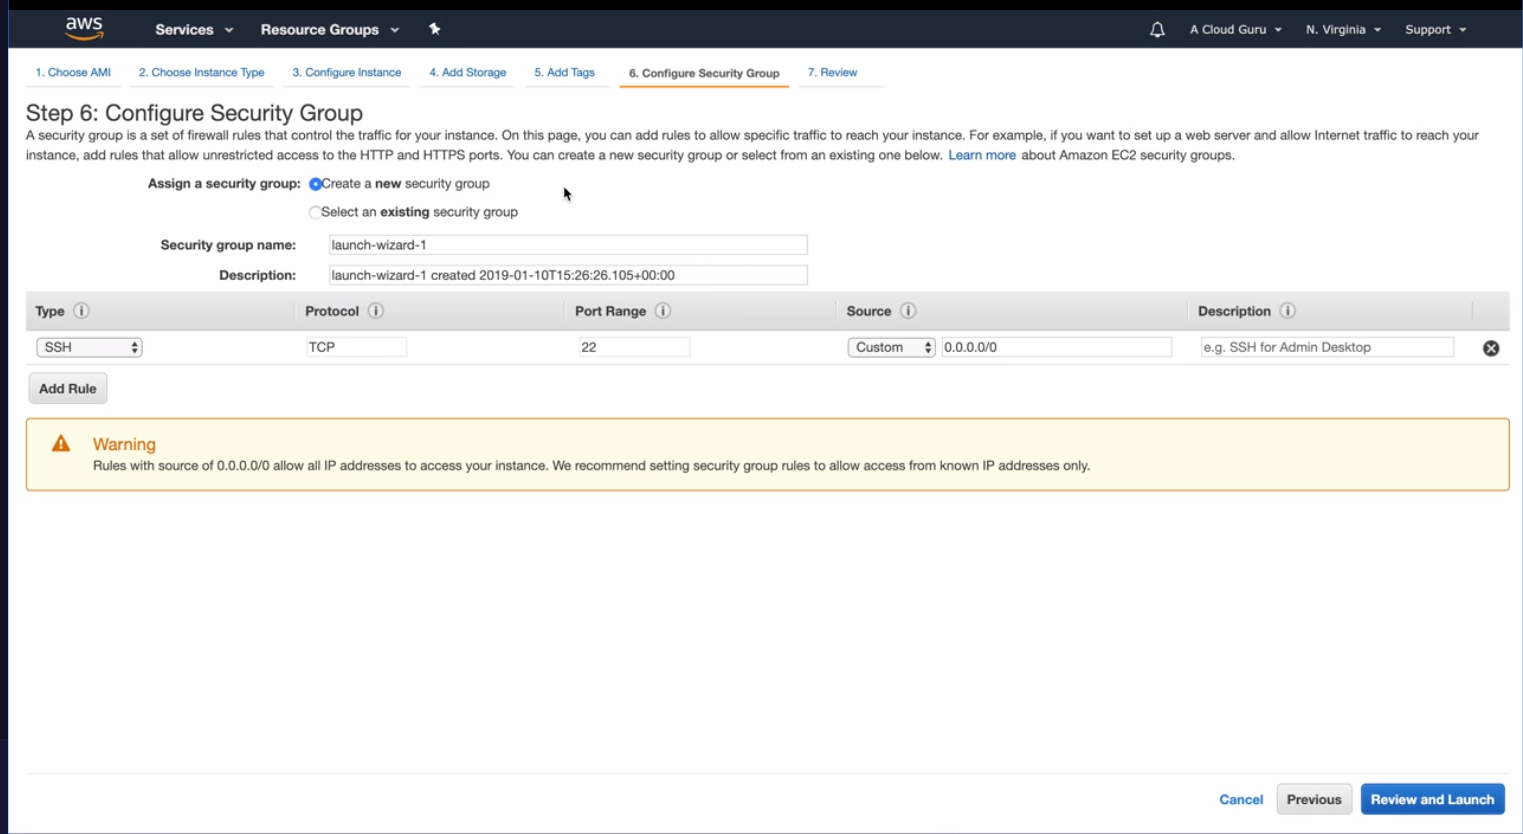 aws Services Resource Groups A Cloud Guru N. Virginia Support
1. Choose AMI 2. Choose Instance Type 3. Configure Instance 4. Add Storage 5. Add Tags 6. Configure Security Group 7. Review
Step 6: Configure Security Group
A security group is a set of firewall rules that control the traffic for your instance. On this page, you can add rules to allow specific traffic to reach your instance. For example, if you want to set up a web server and allow Internet traffic to reach your
instance, add rules that allow unrestricted access to the HTTP and HTTPS ports. You can create a new security group or select from an existing one below. Learn more about Amazon EC2 security groups.
Assign a security group: Create a new security group
Select an existing security group
Security group name: launch-wizard-1
Description: launch-wizard-1 created 2019-01-10T15:26:26.105+00:00
Type i Protocol i Port Range i Source i Description i
SSH TCP 22 Custom 0.0.0.0/0 e.g. SSH for Admin Desktop
Add Rule
Warning
Rules with source of 0.0.0.0/0 allow all IP addresses to access your instance. We recommend setting security group rules to allow access from known IP addresses only.
Cancel Previous Review and Launch